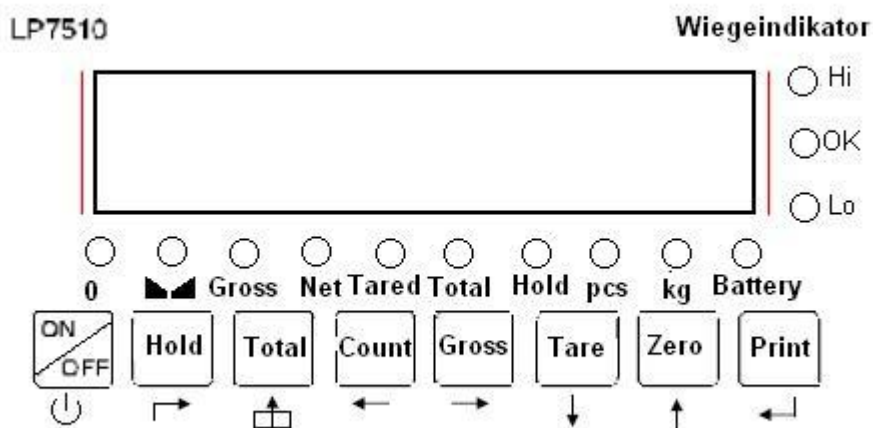 LP7510 Wiegeindikator
Hi
OK
Lo
0 Gross Net Tared Total Hold pcs kg Battery
ON OFF Hold Total Count Gross Tare Zero Print